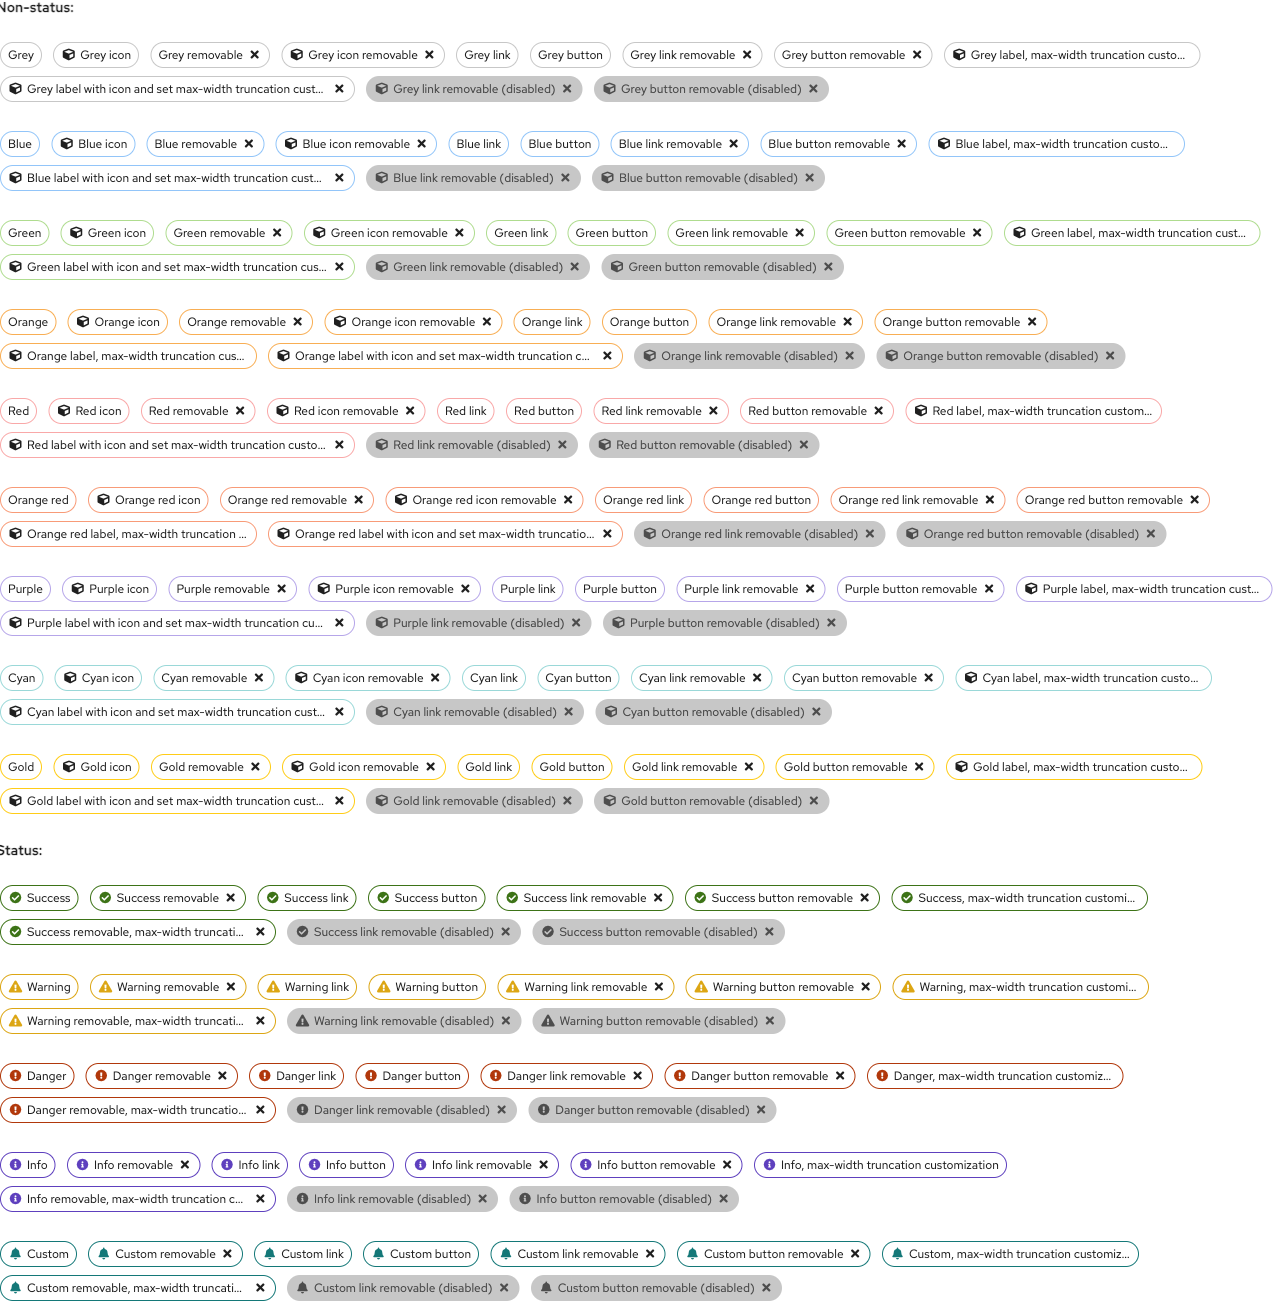 Non-status:
Grey Grey icon Grey removable Grey icon removable Grey link Grey button Grey link removable Grey button removable Grey label, max-width truncation custo...
Grey label with icon and set max-width truncation cust... Grey link removable (disabled) Grey button removable (disabled)
Blue Blue icon Blue removable Blue icon removable Blue link Blue button Blue link removable Blue button removable Blue label, max-width truncation custo...
Blue label with icon and set max-width truncation cust... Blue link removable (disabled) Blue button removable (disabled)
Green Green icon Green removable Green icon removable Green link Green button Green link removable Green button removable Green label, max-width truncation cust...
Green label with icon and set max-width truncation cus... Green link removable (disabled) Green button removable (disabled)
Orange Orange icon Orange removable Orange icon removable Orange link Orange button Orange link removable Orange button removable
Orange label, max-width truncation cus... Orange label with icon and set max-width truncation c... Orange link removable (disabled) Orange button removable (disabled)
Red Red icon Red removable Red icon removable Red link Red button Red link removable Red button removable Red label, max-width truncation custom...
Red label with icon and set max-width truncation custo... Red link removable (disabled) Red button removable (disabled)
Orange red Orange red icon Orange red removable Orange red icon removable Orange red link Orange red button Orange red link removable Orange red button removable
Orange red label, max-width truncation ... Orange red label with icon and set max-width truncatio... Orange red link removable (disabled) Orange red button removable (disabled)
Purple Purple icon Purple removable Purple icon removable Purple link Purple button Purple link removable Purple button removable Purple label, max-width truncation cust...
Purple label with icon and set max-width truncation cu... Purple link removable (disabled) Purple button removable (disabled)
Cyan Cyan icon Cyan removable Cyan icon removable Cyan link Cyan button Cyan link removable Cyan button removable Cyan label, max-width truncation custo...
Cyan label with icon and set max-width truncation cust... Cyan link removable (disabled) Cyan button removable (disabled)
Gold Gold icon Gold removable Gold icon removable Gold link Gold button Gold link removable Gold button removable Gold label, max-width truncation custo...
Gold label with icon and set max-width truncation cust... Gold link removable (disabled) Gold button removable (disabled)
Status:
Success Success removable Success link Success button Success link removable Success button removable Success, max-width truncation customi...
Success removable, max-width truncati... Success link removable (disabled) Success button removable (disabled)
Warning Warning removable Warning link Warning button Warning link removable Warning button removable Warning, max-width truncation customi...
Warning removable, max-width truncati... Warning link removable (disabled) Warning button removable (disabled)
Danger Danger removable Danger link Danger button Danger link removable Danger button removable Danger, max-width truncation customiz...
Danger removable, max-width truncatio... Danger link removable (disabled) Danger button removable (disabled)
Info Info removable Info link Info button Info link removable Info button removable Info, max-width truncation customization
Info removable, max-width truncation c... Info link removable (disabled) Info button removable (disabled)
Custom Custom removable Custom link Custom button Custom link removable Custom button removable Custom, max-width truncation customiz...
Custom removable, max-width truncati... Custom link removable (disabled) Custom button removable (disabled)